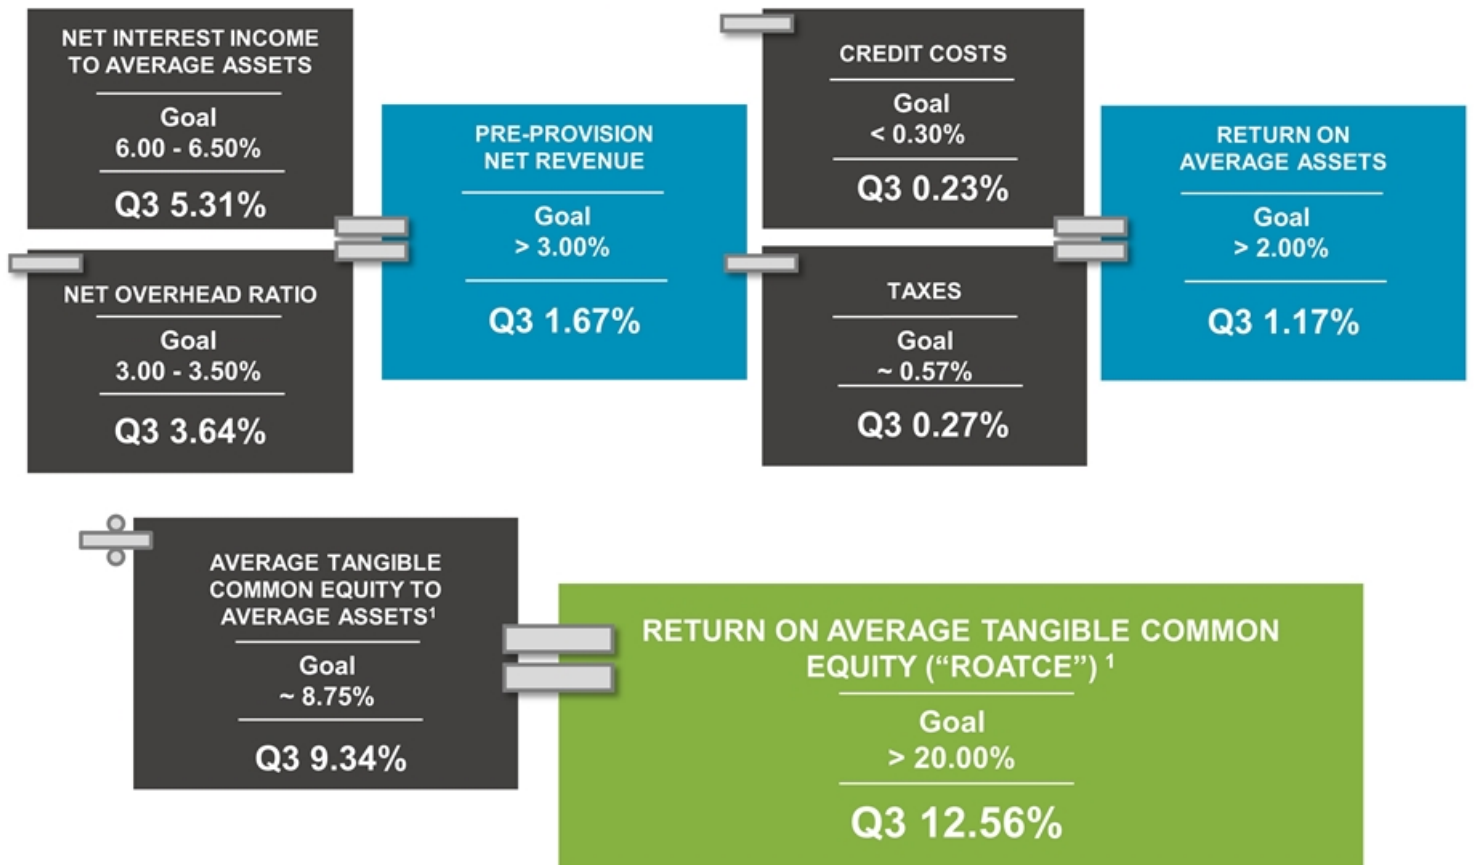 NET INTEREST INCOME
TO AVERAGE ASSETS
Goal
6.00 - 6.50%
Q3 5.31%
NET OVERHEAD RATIO
Goal
3.00 - 3.50%
Q3 3.64%
PRE-PROVISION
NET REVENUE
Goal
> 3.00%
Q3 1.67%
CREDIT COSTS
Goal
< 0.30%
Q3 0.23%
TAXES
Goal
~ 0.57%
Q3 0.27%
RETURN ON
AVERAGE ASSETS
Goal
> 2.00%
Q3 1.17%
AVERAGE TANGIBLE
COMMON EQUITY TO
AVERAGE ASSETS¹
Goal
~ 8.75%
Q3 9.34%
RETURN ON AVERAGE TANGIBLE COMMON
EQUITY (“ROATCE”) ¹
Goal
> 20.00%
Q3 12.56%